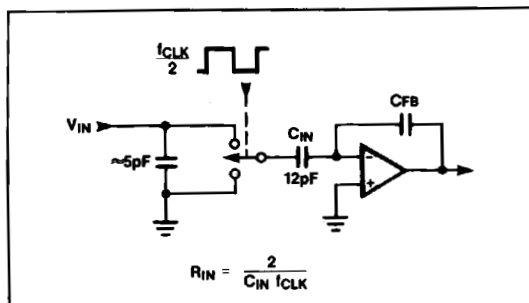 fCLK
2
VIN
CIN
CFB
≈5pF
12pF
-
+
RIN = 2
CIN fCLK